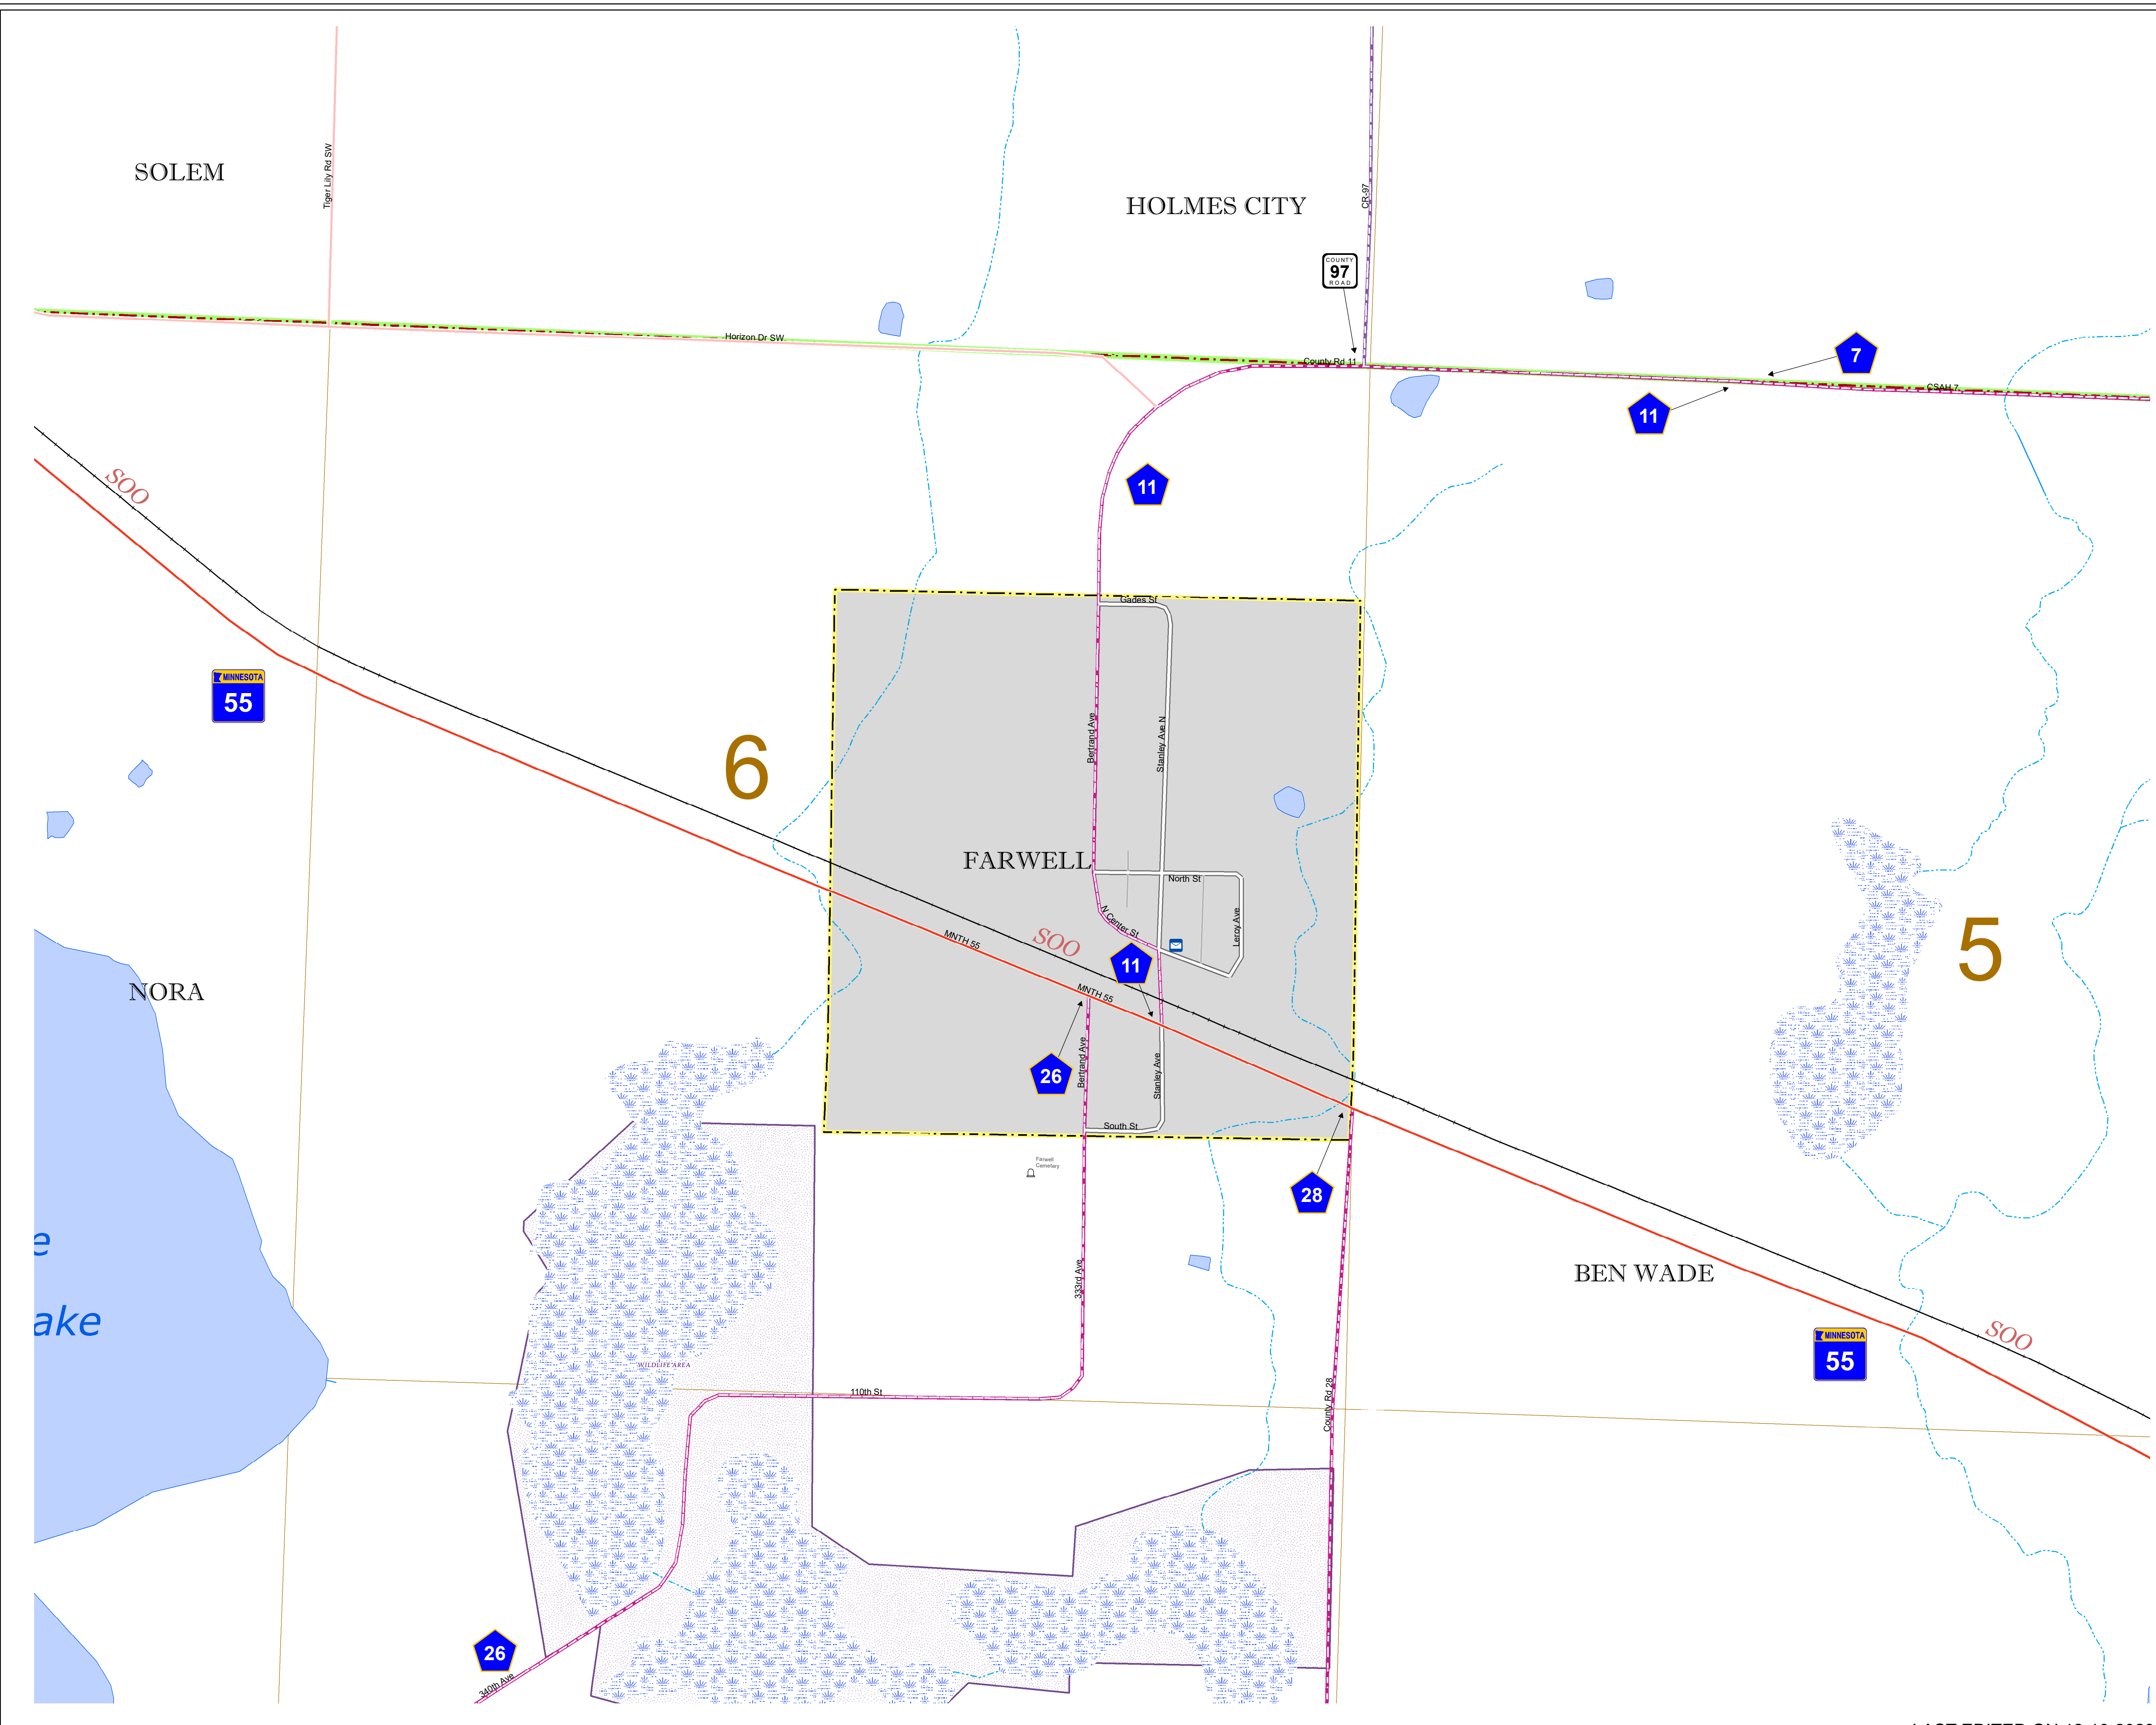 SOLEM
Tiger Lily Rd SW
HOLMES CITY
CR-97
COUNTY
97
ROAD
Horizon Dr SW
County Rd 11
7
CSAH 7
11
SOO
11
MINNESOTA
55
Gades St
Bertrand Ave
Stanley Ave N
6
FARWELL
North St
Leroy Ave
N Center St
MNTH 55
SOO
11
MNTH 55
5
NORA
26
Bertrand Ave
Stanley Ave
South St
Farwell
Cemetary
28
e
ake
333rd Ave
BEN WADE
SOO
MINNESOTA
55
WILDLIFE AREA
110th St
County Rd 28
26
340th Ave